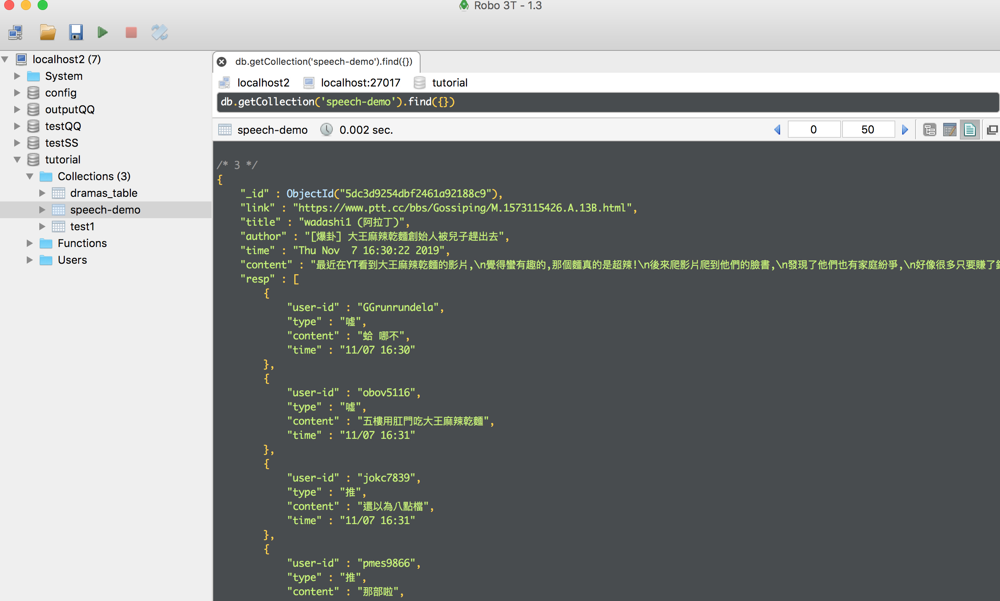 Robo 3T - 1.3
localhost2 (7)
System
config
outputQQ
testQQ
testSS
tutorial
Collections (3)
dramas_table
speech-demo
test1
Functions
Users
db.getCollection('speech-demo').find({})
localhost2 localhost:27017 tutorial
db.getCollection('speech-demo').find({})
speech-demo 0.002 sec. 0 50
/* 3 */
{
"_id" : ObjectId("5dc3d9254dbf2461a92188c9"),
"link" : "https://www.ptt.cc/bbs/Gossiping/M.1573115426.A.13B.html",
"title" : "wadashi1 (阿拉丁)",
"author" : "[爆卦] 大王麻辣乾麵創始人被兒子趕出去",
"time" : "Thu Nov  7 16:30:22 2019",
"content" : "最近在YT看到大王麻辣乾麵的影片,\n覺得蠻有趣的,那個麵真的是超辣!\n後來爬影片爬到他們的臉書,\n發現了他們也有家庭紛爭,\n好像很多只要賺了
"resp" : [
{
"user-id" : "GGrunrundela",
"type" : "噓",
"content" : "蛤 哪不",
"time" : "11/07 16:30"
},
{
"user-id" : "obov5116",
"type" : "噓",
"content" : "五樓用肛門吃大王麻辣乾麵",
"time" : "11/07 16:31"
},
{
"user-id" : "jokc7839",
"type" : "推",
"content" : "還以為八點檔",
"time" : "11/07 16:31"
},
{
"user-id" : "pmes9866",
"type" : "推",
"content" : "那部啦",